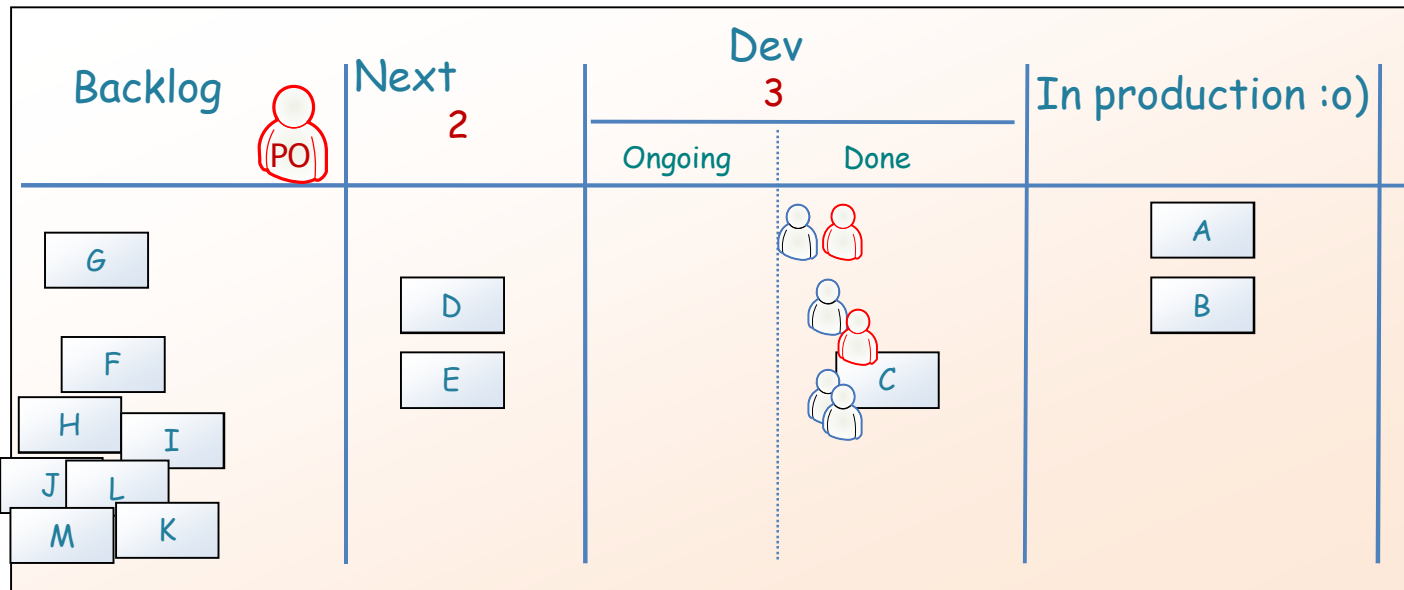 Backlog
PO
Next
2
Dev
3
In production :o)
Ongoing
Done
G
F
H
I
J
L
M
K
D
E
C
A
B